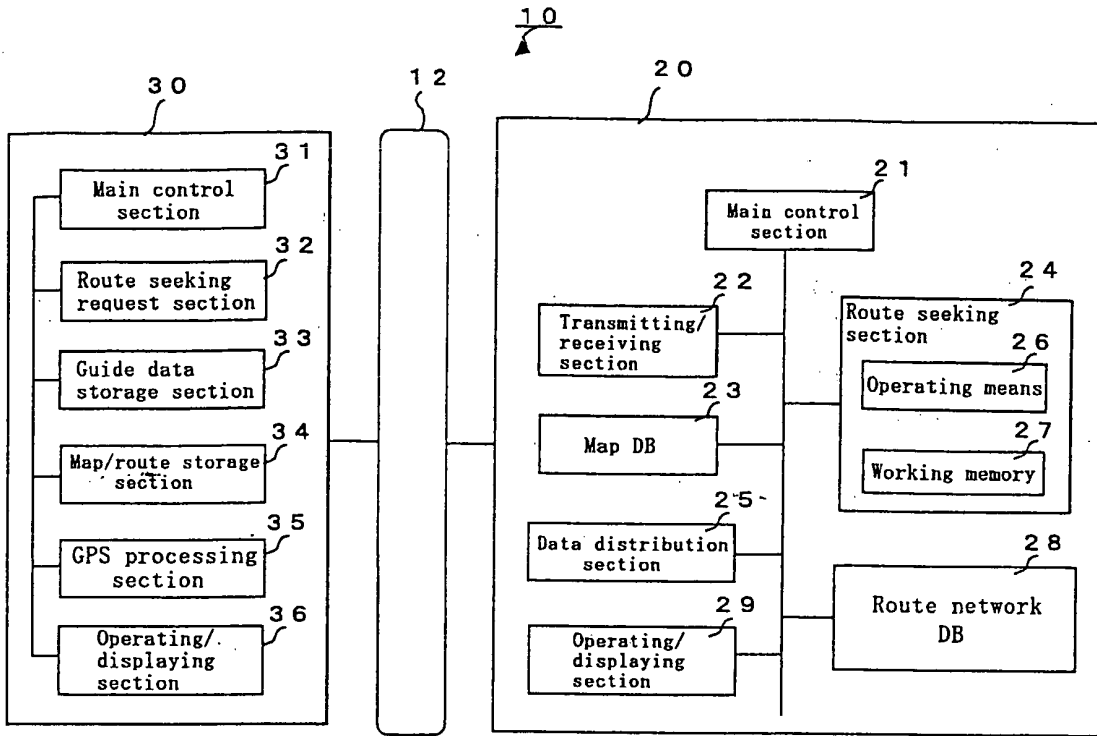 10
30
12
20
31
Main control
section
32
Route seeking
request section
33
Guide data
storage section
34
Map/route storage
section
35
GPS processing
section
36
Operating/
displaying
section
21
Main control
section
22
Transmitting/
receiving
section
23
Map DB
25
Data distribution
section
29
Operating/
displaying
section
24
Route seeking
section
26
Operating means
27
Working memory
28
Route network
DB